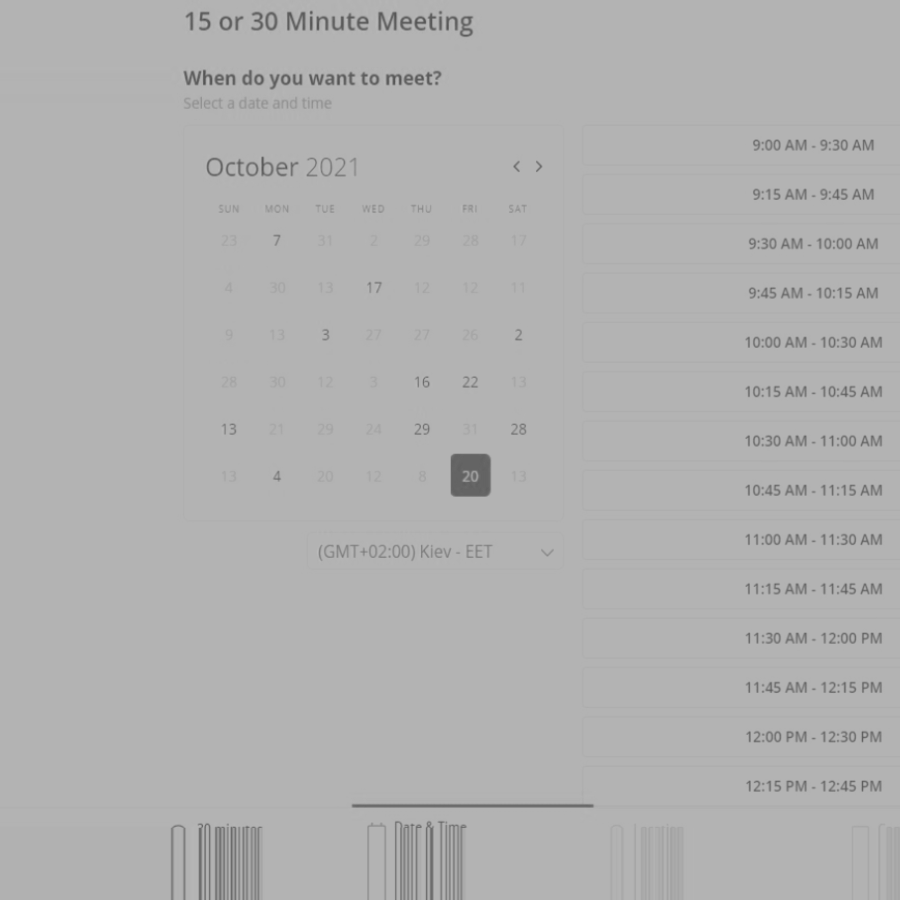 15 or 30 Minute Meeting
When do you want to meet?
Select a date and time
October 2021
SUN MON TUE WED THU FRI SAT
23 7 31 2 29 28 17
4 30 13 17 12 12 11
9 13 3 27 27 26 2
28 30 12 3 16 22 13
13 21 29 24 29 31 28
13 4 20 12 8 20 13
(GMT+02:00) Kiev - EET
9:00 AM - 9:30 AM
9:15 AM - 9:45 AM
9:30 AM - 10:00 AM
9:45 AM - 10:15 AM
10:00 AM - 10:30 AM
10:15 AM - 10:45 AM
10:30 AM - 11:00 AM
10:45 AM - 11:15 AM
11:00 AM - 11:30 AM
11:15 AM - 11:45 AM
11:30 AM - 12:00 PM
11:45 AM - 12:15 PM
12:00 PM - 12:30 PM
12:15 PM - 12:45 PM
30 minutes
Date & Time